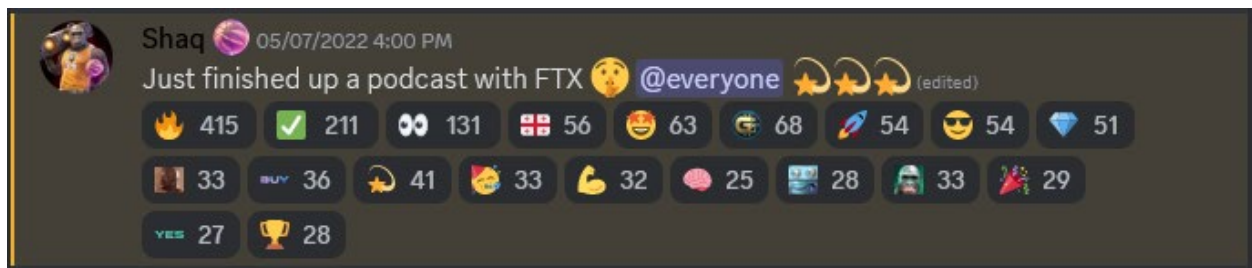 Shaq 05/07/2022 4:00 PM
Just finished up a podcast with FTX 🤫 @everyone 💫💫💫 (edited)
🔥 415 ✅ 211 👀 131 56 🤩 63 68 🚀 54 😎 54 💎 51
33 BUY 36 💫 41 🥳 33 💪 32 🧠 25 28 33 🎉 29
YES 27 🏆 28